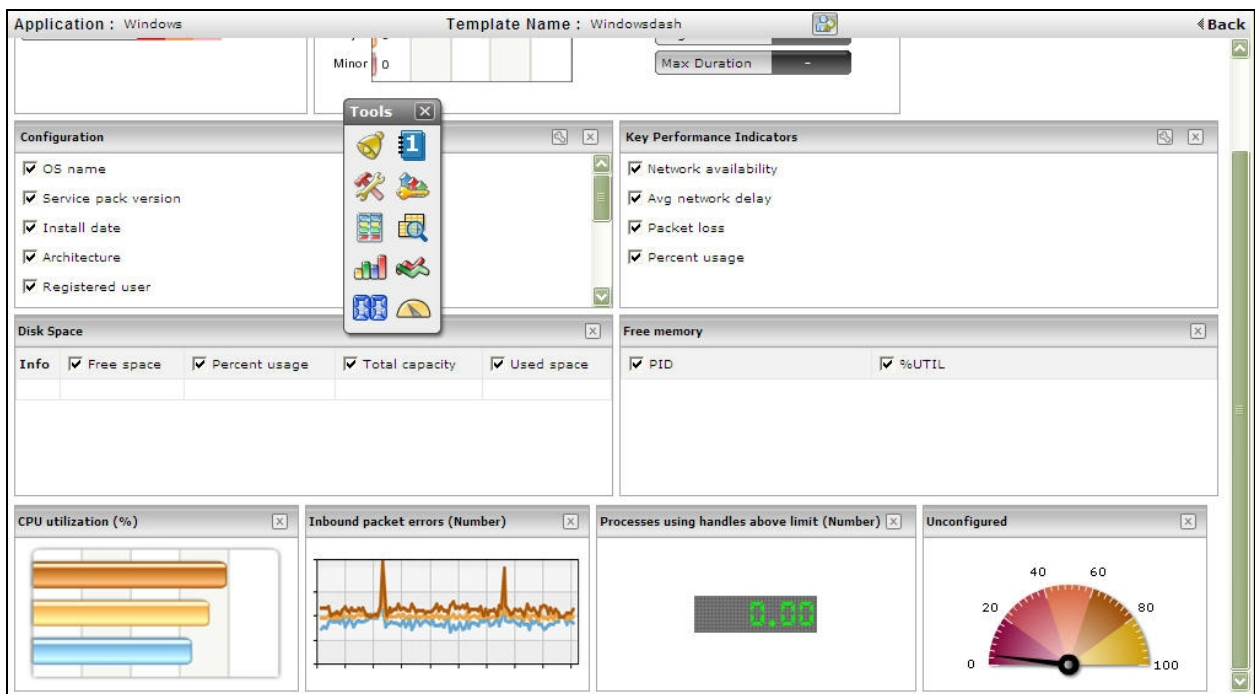 Application : Windows Template Name : Windowsdash Back
Minor 0
Max Duration -
Tools
1
Configuration
OS name
Service pack version
Install date
Architecture
Registered user
Key Performance Indicators
Network availability
Avg network delay
Packet loss
Percent usage
Disk Space
Info Free space Percent usage Total capacity Used space
Free memory
PID %UTIL
CPU utilization (%)
Inbound packet errors (Number)
Processes using handles above limit (Number)
0.00
Unconfigured
0 20 40 60 80 100